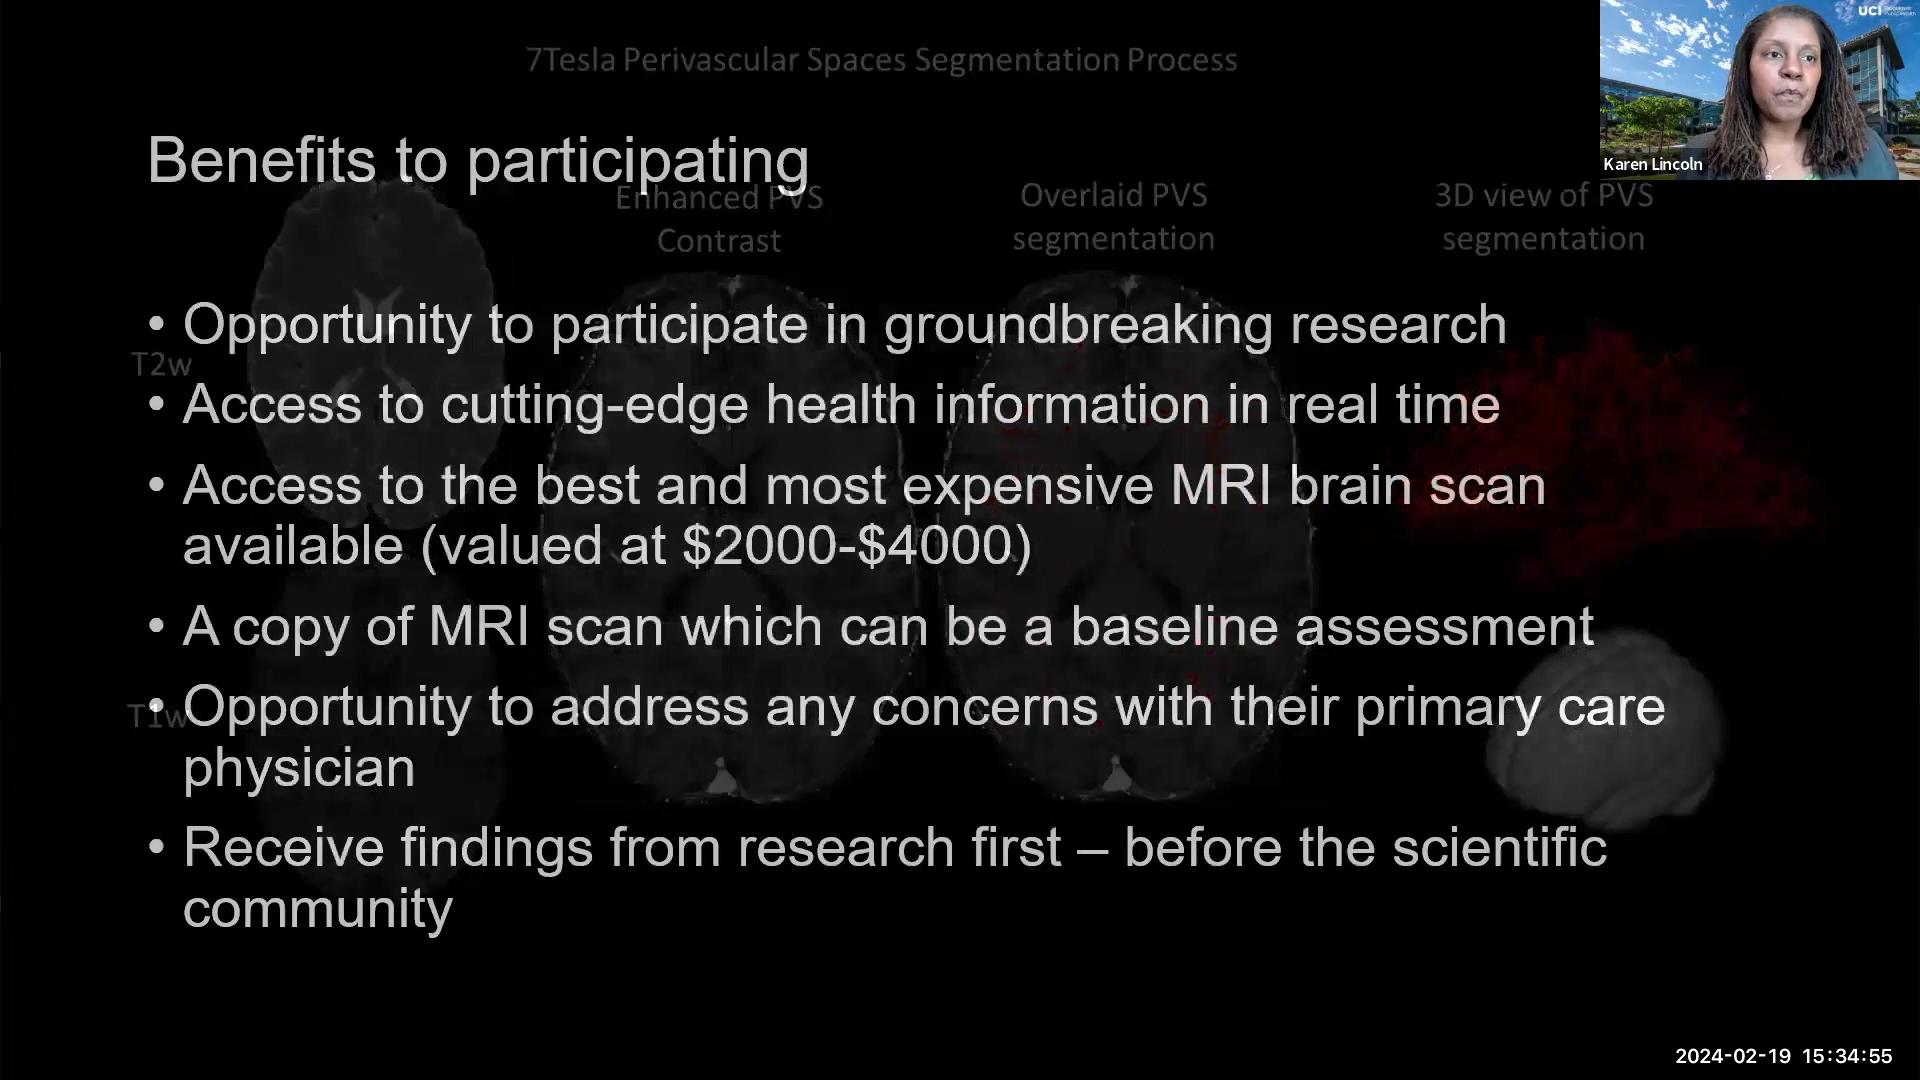 7Tesla Perivascular Spaces Segmentation Process
UCI
Karen Lincoln
Benefits to participating
Enhanced PVS
Contrast
Overlaid PVS
segmentation
3D view of PVS
segmentation
• Opportunity to participate in groundbreaking research
T2w
• Access to cutting-edge health information in real time
• Access to the best and most expensive MRI brain scan
available (valued at $2000-$4000)
• A copy of MRI scan which can be a baseline assessment
• Opportunity to address any concerns with their primary care
physician
T1w
• Receive findings from research first – before the scientific
community
2024-02-19 15:34:55